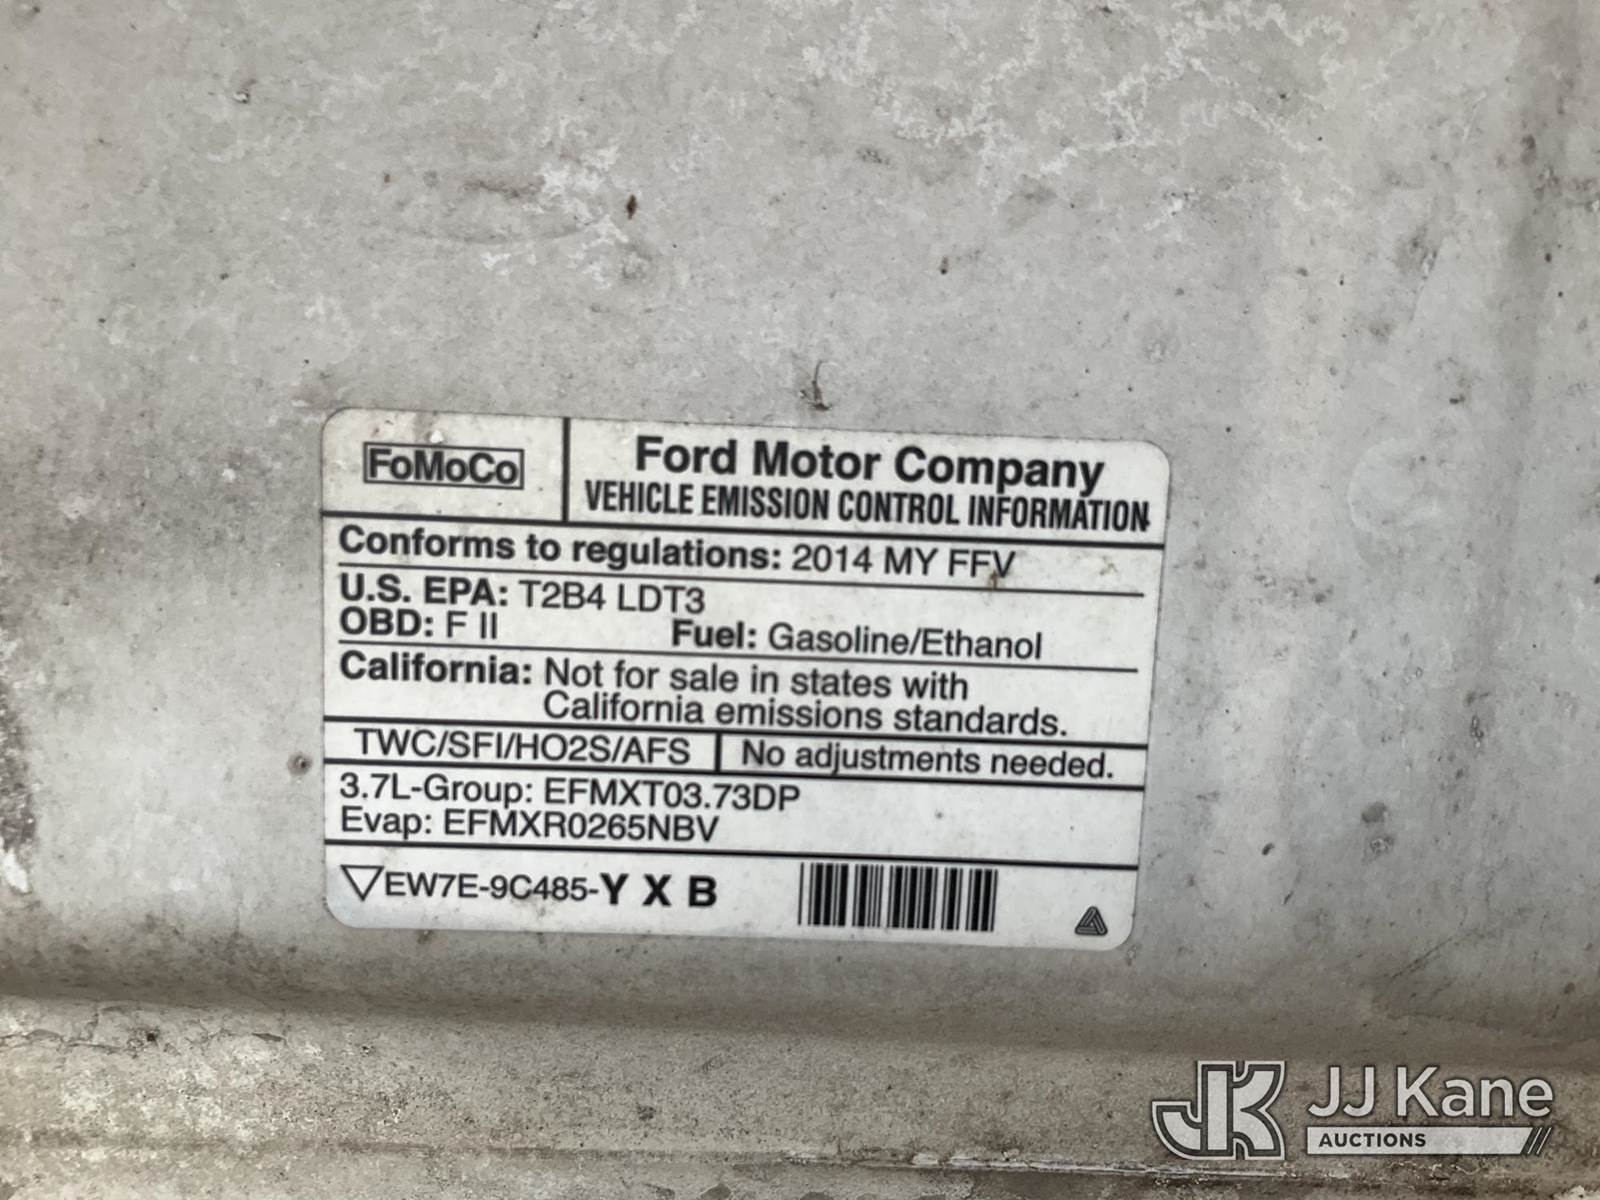 FoMoCo
Ford Motor Company
VEHICLE EMISSION CONTROL INFORMATION
Conforms to regulations: 2014 MY FFV
U.S. EPA: T2B4 LDT3
OBD: F II Fuel: Gasoline/Ethanol
California: Not for sale in states with
California emissions standards.
TWC/SFI/HO2S/AFS No adjustments needed.
3.7L-Group: EFMXT03.73DP
Evap: EFMXR0265NBV
EW7E-9C485-Y X B
JK JJ Kane
AUCTIONS